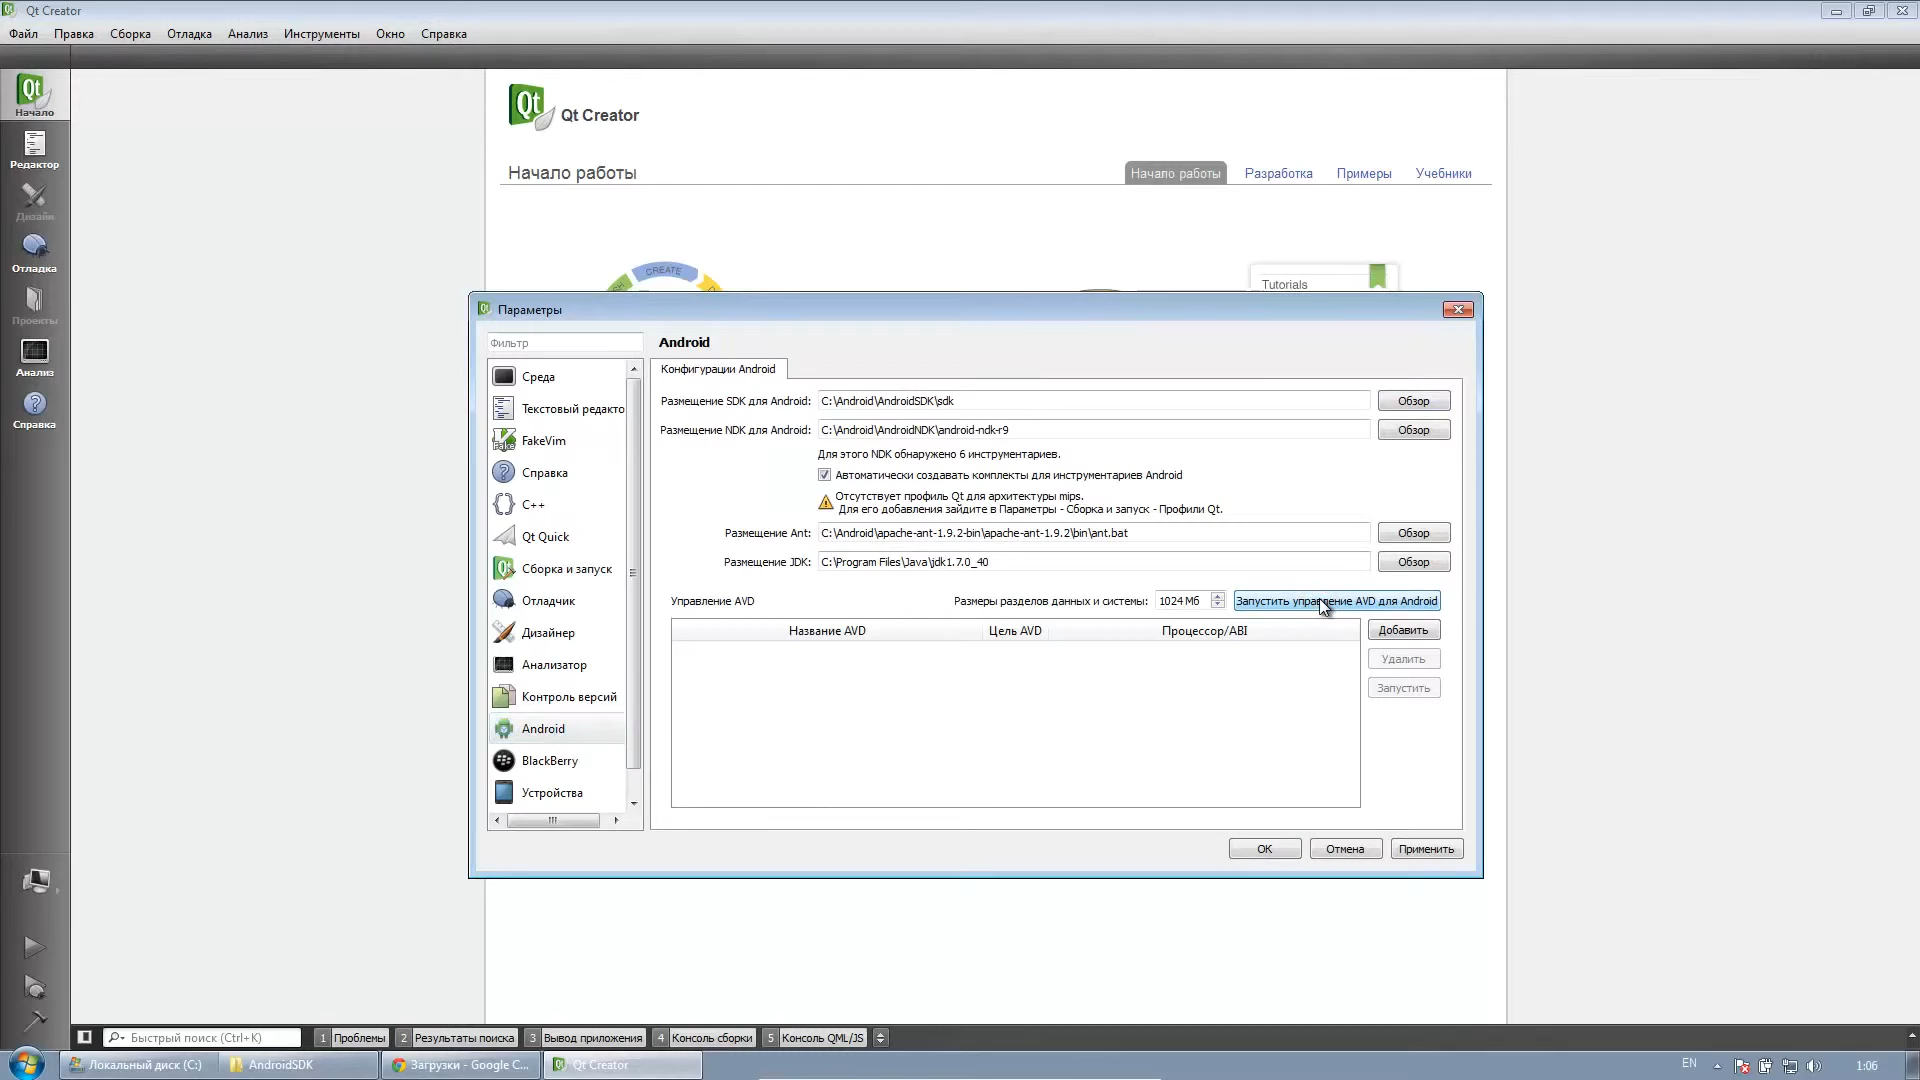 Qt Creator
Файл Правка Сборка Отладка Анализ Инструменты Окно Справка
Qt
Начало
Редактор
Дизайн
Отладка
Проекты
Анализ
Справка
Qt Qt Creator
Начало работы
Начало работы Разработка Примеры Учебники
CREATE
Tutorials
Параметры
Фильтр
Среда
Текстовый редакто
FakeVim
Справка
C++
Qt Quick
Сборка и запуск
Отладчик
Дизайнер
Анализатор
Контроль версий
Android
BlackBerry
Устройства
Android
Конфигурации Android
Размещение SDK для Android: C:\Android\AndroidSDK\sdk Обзор
Размещение NDK для Android: C:\Android\AndroidNDK\android-ndk-r9 Обзор
Для этого NDK обнаружено 6 инструментариев.
Автоматически создавать комплекты для инструментариев Android
Отсутствует профиль Qt для архитектуры mips.
Для его добавления зайдите в Параметры - Сборка и запуск - Профили Qt.
Размещение Ant: C:\Android\apache-ant-1.9.2-bin\apache-ant-1.9.2\bin\ant.bat Обзор
Размещение JDK: C:\Program Files\Java\jdk1.7.0_40 Обзор
Управление AVD Размеры разделов данных и системы: 1024 Мб Запустить управление AVD для Android
Название AVD Цель AVD Процессор/ABI
Добавить
Удалить
Запустить
OK Отмена Применить
Быстрый поиск (Ctrl+K) 1 Проблемы 2 Результаты поиска 3 Вывод приложения 4 Консоль сборки 5 Консоль QML/JS
Локальный диск (C:) AndroidSDK Загрузки - Google C... Qt Creator EN 1:06